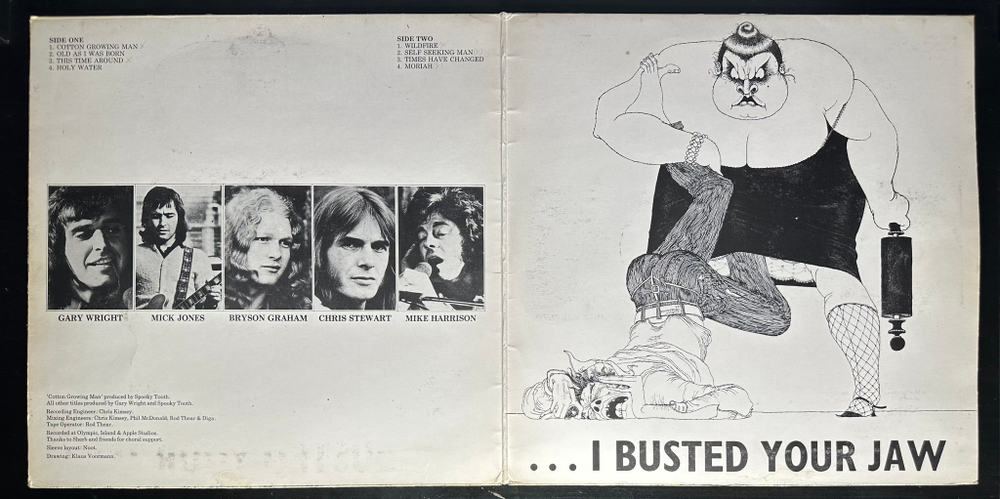 SIDE ONE
1. COTTON GROWING MAN
2. OLD AS I WAS BORN
3. THIS TIME AROUND
4. HOLY WATER
SIDE TWO
1. WILDFIRE
2. SELF SEEKING MAN
3. TIMES HAVE CHANGED
4. MORIAH
GARY WRIGHT MICK JONES BRYSON GRAHAM CHRIS STEWART MIKE HARRISON
'Cotton Growing Man' produced by Spooky Tooth.
All other titles produced by Gary Wright and Spooky Tooth.
Recording Engineer: Chris Kimsey.
Mixing Engineers: Chris Kimsey, Phil McDonald, Rod Thear & Digo.
Tape Operator: Rod Thear.
Recorded at Olympic, Island & Apple Studios.
Thanks to Sherb and friends for choral support.
Sleeve layout: Noot.
Drawing: Klaus Voormann.
...I BUSTED YOUR JAW